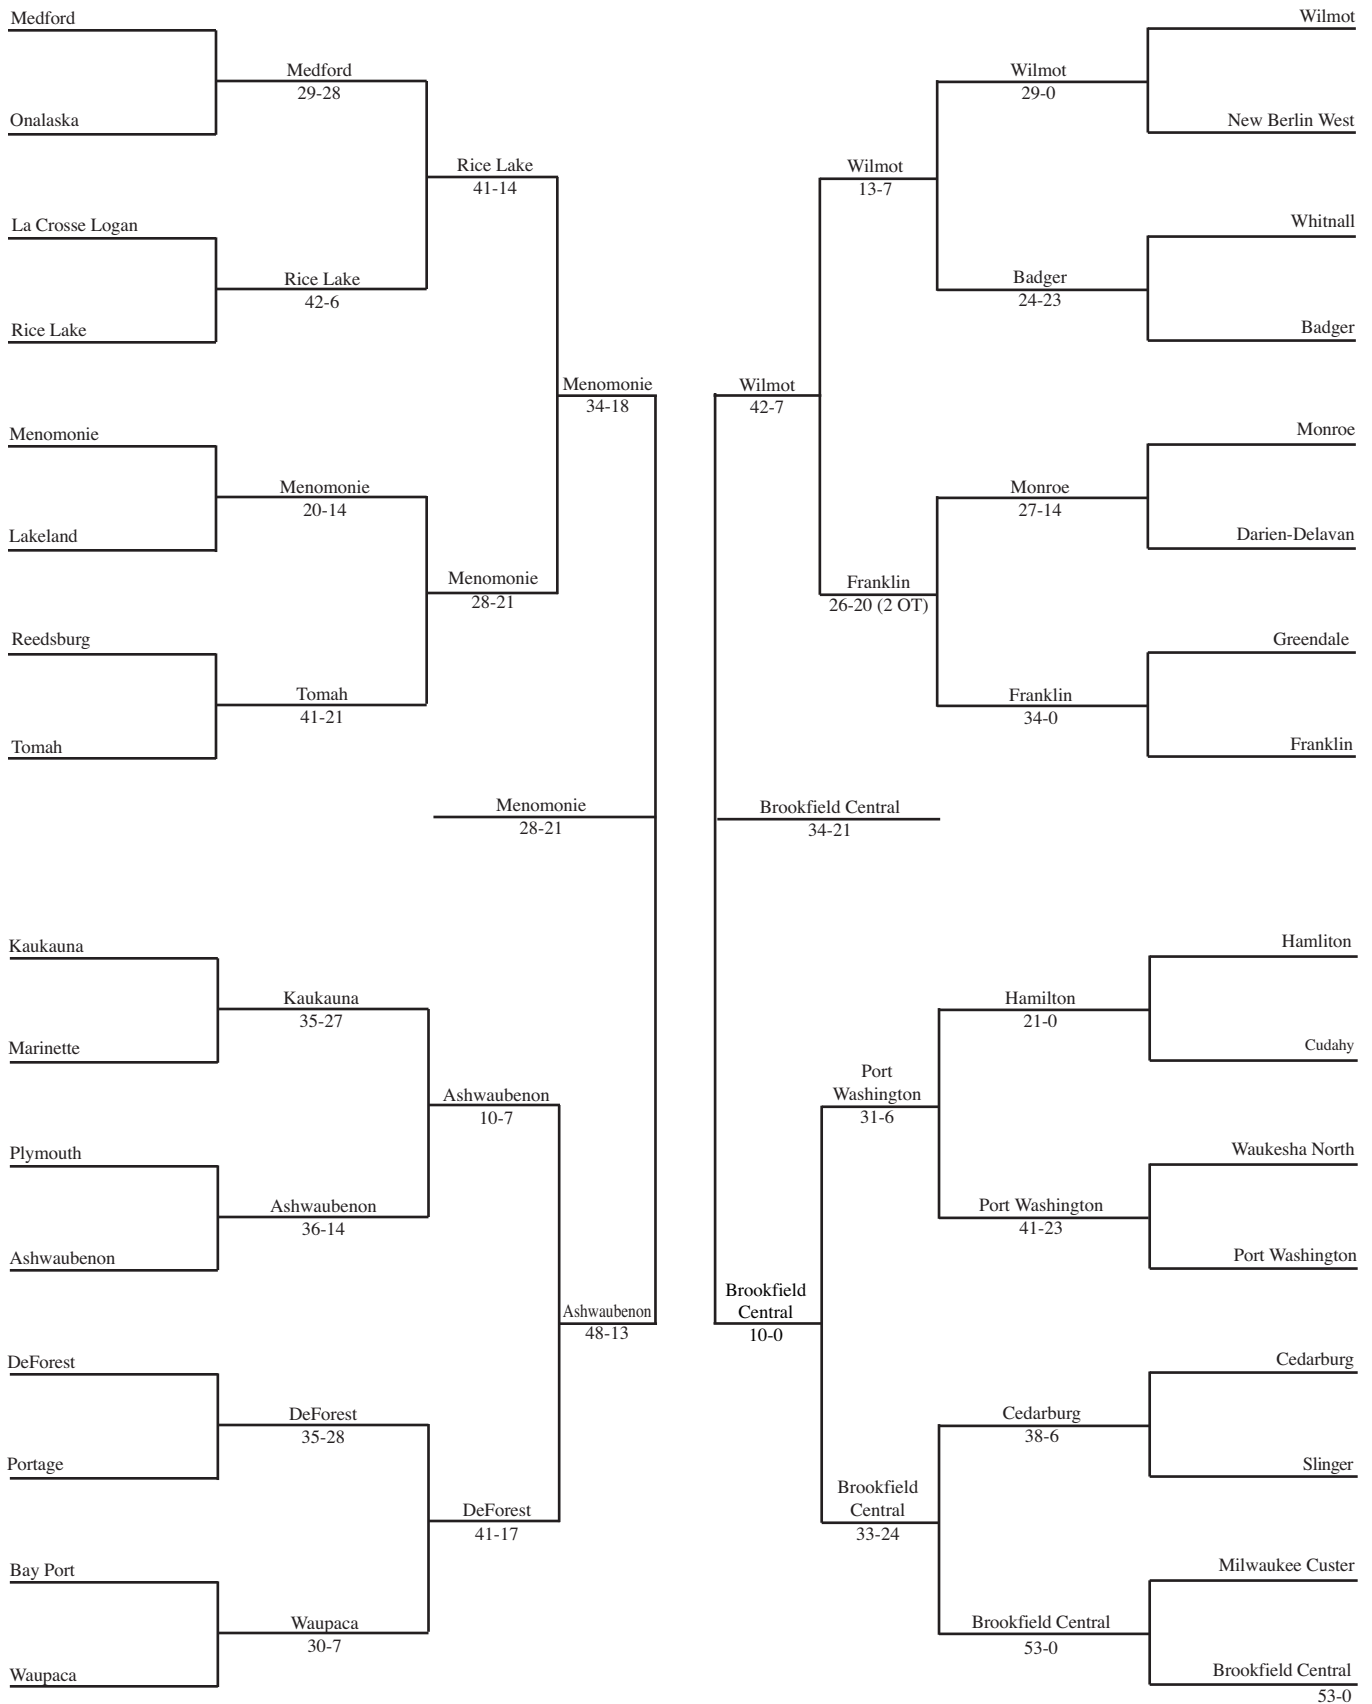 Medford
Medford
29-28
Onalaska
Rice Lake
41-14
La Crosse Logan
Rice Lake
42-6
Rice Lake
Menomonie
34-18
Menomonie
Menomonie
20-14
Lakeland
Menomonie
28-21
Reedsburg
Tomah
41-21
Tomah
Menomonie
28-21
Kaukauna
Kaukauna
35-27
Marinette
Ashwaubenon
10-7
Plymouth
Ashwaubenon
36-14
Ashwaubenon
Ashwaubenon
48-13
DeForest
DeForest
35-28
Portage
DeForest
41-17
Bay Port
Waupaca
30-7
Waupaca
Wilmot
Wilmot
29-0
New Berlin West
Wilmot
13-7
Whitnall
Badger
24-23
Badger
Wilmot
42-7
Monroe
Monroe
27-14
Darien-Delavan
Franklin
26-20 (2 OT)
Greendale
Franklin
34-0
Franklin
Brookfield Central
34-21
Hamliton
Hamilton
21-0
Cudahy
Port
Washington
31-6
Waukesha North
Port Washington
41-23
Port Washington
Brookfield
Central
10-0
Cedarburg
Cedarburg
38-6
Slinger
Brookfield
Central
33-24
Milwaukee Custer
Brookfield Central
53-0
Brookfield Central
53-0